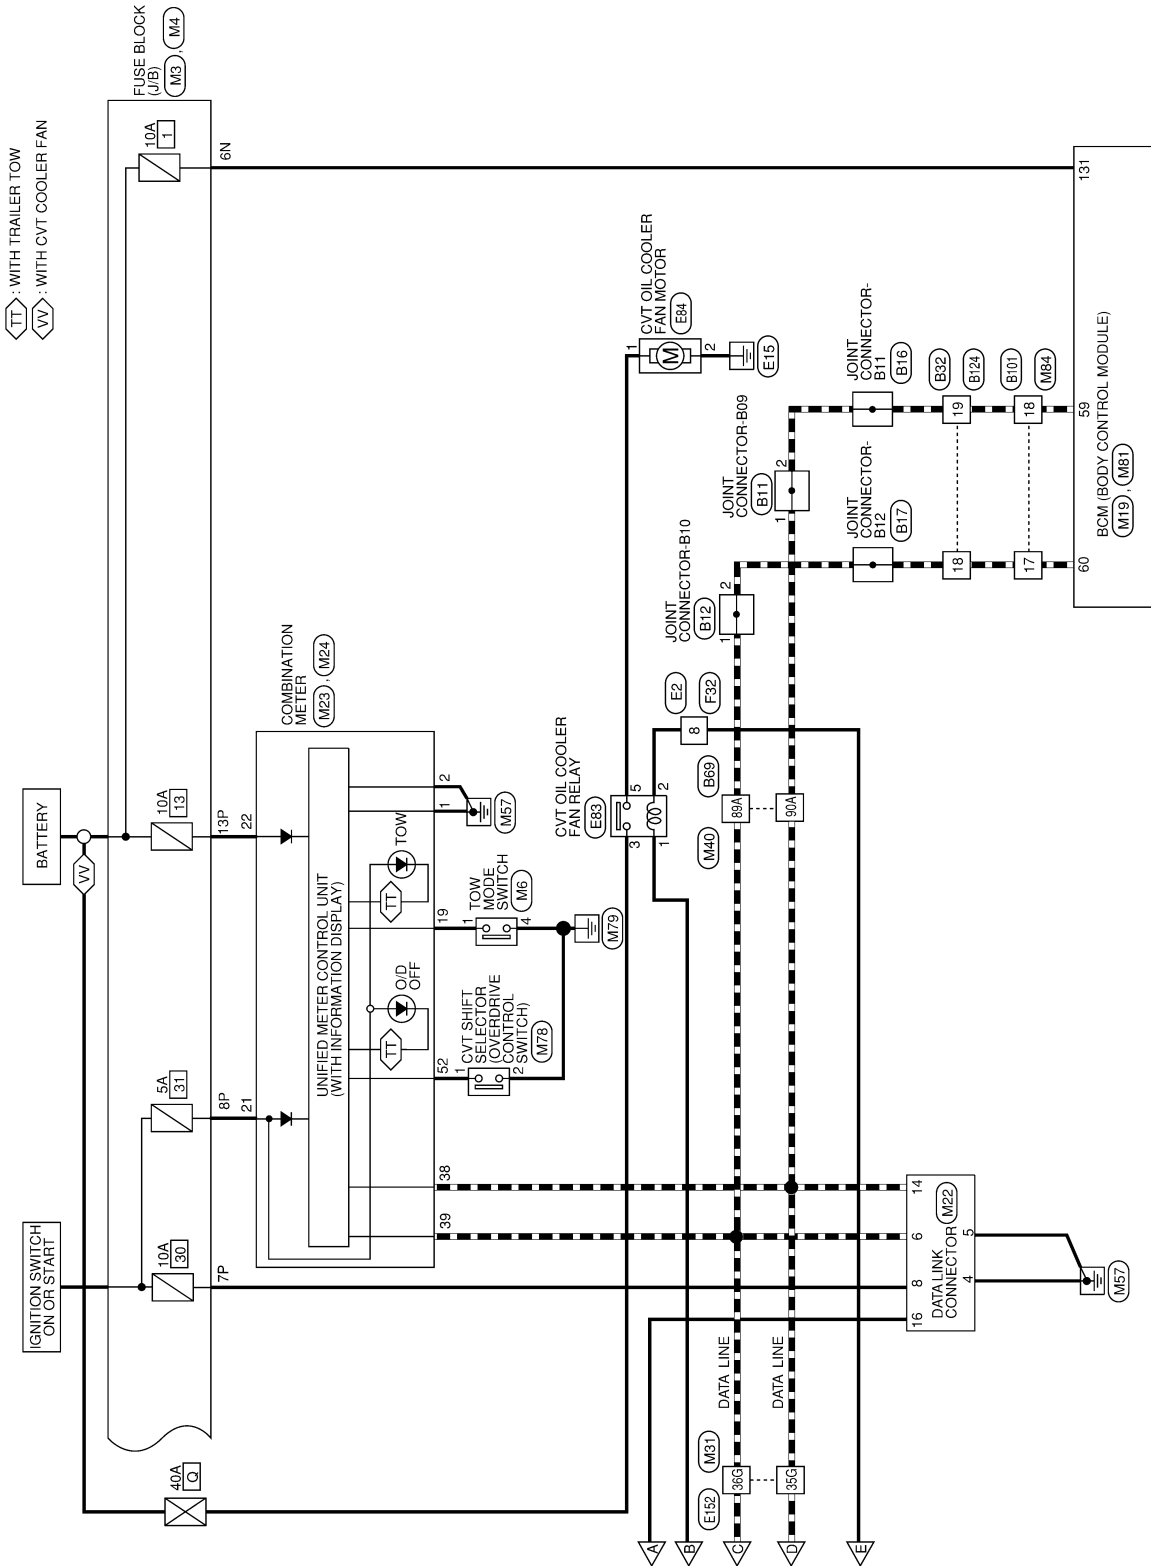 TT : WITH TRAILER TOW
VV : WITH CVT COOLER FAN
IGNITION SWITCH
ON OR START
BATTERY
VV
FUSE BLOCK
(J/B)
M3 , M4
40A
Q
10A
30
5A
31
10A
13
10A
1
7P
8P
13P
6N
21
22
COMBINATION
METER
M23 , M24
UNIFIED METER CONTROL UNIT
(WITH INFORMATION DISPLAY)
TT
O/D
OFF
TT
TOW
39
38
52
19
1
2
M57
1
CVT SHIFT
SELECTOR
(OVERDRIVE
CONTROL
SWITCH)
M78
2
1
TOW
MODE
SWITCH
M6
4
M79
CVT OIL COOLER
FAN RELAY
E83
3
5
1
2
CVT OIL COOLER
FAN MOTOR
E84
1
M
2
E15
E2
8
F32
JOINT
CONNECTOR-B10
B12
1
2
JOINT
CONNECTOR-B09
B11
1
2
M40
89A
B69
90A
JOINT
CONNECTOR-
B12
B17
JOINT
CONNECTOR-
B11
B16
18
19
B32
B124
17
18
B101
M84
60
59
131
BCM (BODY CONTROL MODULE)
M19 , M81
DATA LINE
DATA LINE
E152
36G
M31
35G
16
8
6
14
DATA LINK
CONNECTOR
M22
4
5
M57
A
B
C
D
E